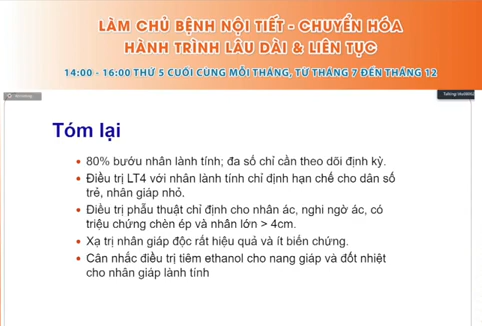 LÀM CHỦ BỆNH NỘI TIẾT - CHUYỂN HÓA
HÀNH TRÌNH LÂU DÀI & LIÊN TỤC
14:00 - 16:00 THỨ 5 CUỐI CÙNG MỖI THÁNG, TỪ THÁNG 7 ĐẾN THÁNG 12
Tóm lại
• 80% bướu nhân lành tính; đa số chỉ cần theo dõi định kỳ.
• Điều trị LT4 với nhân lành tính chỉ định hạn chế cho dân số
trẻ, nhân giáp nhỏ.
• Điều trị phẫu thuật chỉ định cho nhân ác, nghi ngờ ác, có
triệu chứng chèn ép và nhân lớn > 4cm.
• Xạ trị nhân giáp độc rất hiệu quả và ít biến chứng.
• Cân nhắc điều trị tiêm ethanol cho nang giáp và đốt nhiệt
cho nhân giáp lành tính